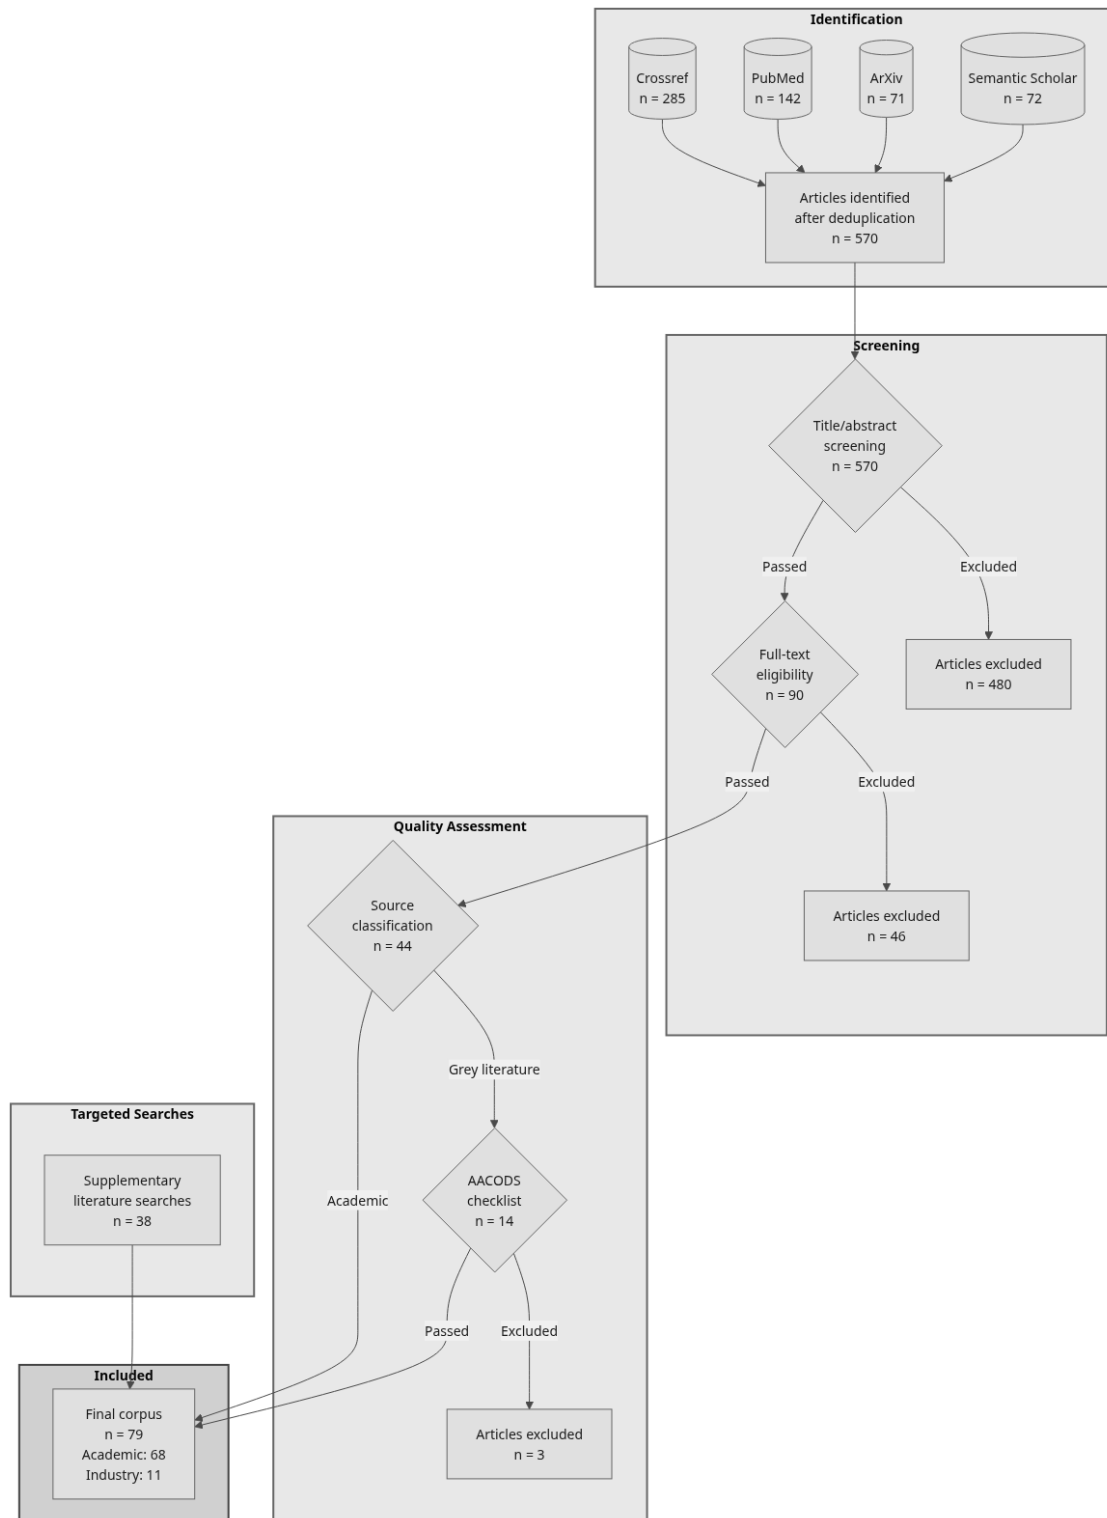 Identification
Crossref
n = 285
PubMed
n = 142
ArXiv
n = 71
Semantic Scholar
n = 72
Articles identified
after deduplication
n = 570
Screening
Title/abstract
screening
n = 570
Passed
Excluded
Full-text
eligibility
n = 90
Articles excluded
n = 480
Passed
Excluded
Articles excluded
n = 46
Quality Assessment
Source
classification
n = 44
Grey literature
Academic
AACODS
checklist
n = 14
Passed
Excluded
Articles excluded
n = 3
Targeted Searches
Supplementary
literature searches
n = 38
Included
Final corpus
n = 79
Academic: 68
Industry: 11